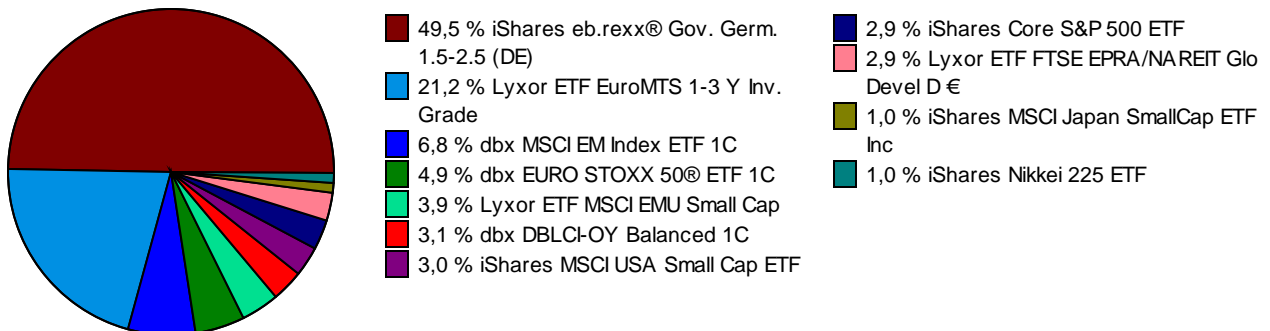 49,5 % iShares eb.rexx® Gov. Germ.
1.5-2.5 (DE)
21,2 % Lyxor ETF EuroMTS 1-3 Y Inv.
Grade
6,8 % dbx MSCI EM Index ETF 1C
4,9 % dbx EURO STOXX 50® ETF 1C
3,9 % Lyxor ETF MSCI EMU Small Cap
3,1 % dbx DBLCI-OY Balanced 1C
3,0 % iShares MSCI USA Small Cap ETF
2,9 % iShares Core S&P 500 ETF
2,9 % Lyxor ETF FTSE EPRA/NAREIT Glo
Devel D €
1,0 % iShares MSCI Japan SmallCap ETF
Inc
1,0 % iShares Nikkei 225 ETF